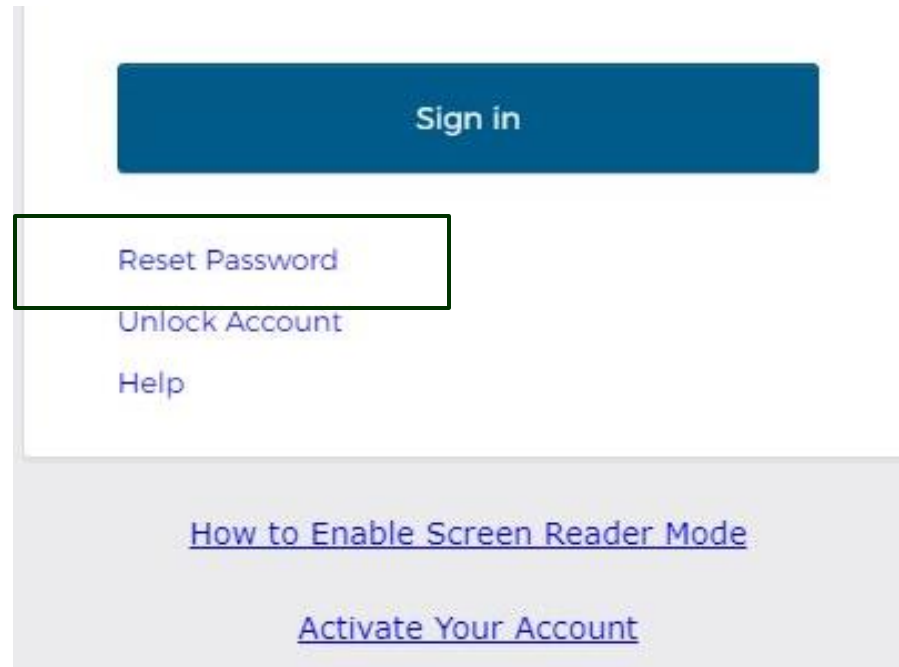 Sign in
Reset Password
Unlock Account
Help
How to Enable Screen Reader Mode
Activate Your Account